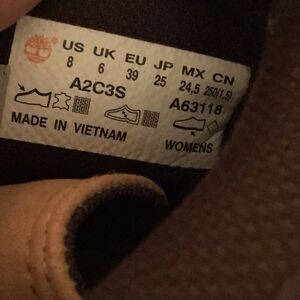 US UK EU JP MX CN
8 6 39 25 24,5 250(1.5)
A2C3S A63118
MADE IN VIETNAM WOMENS